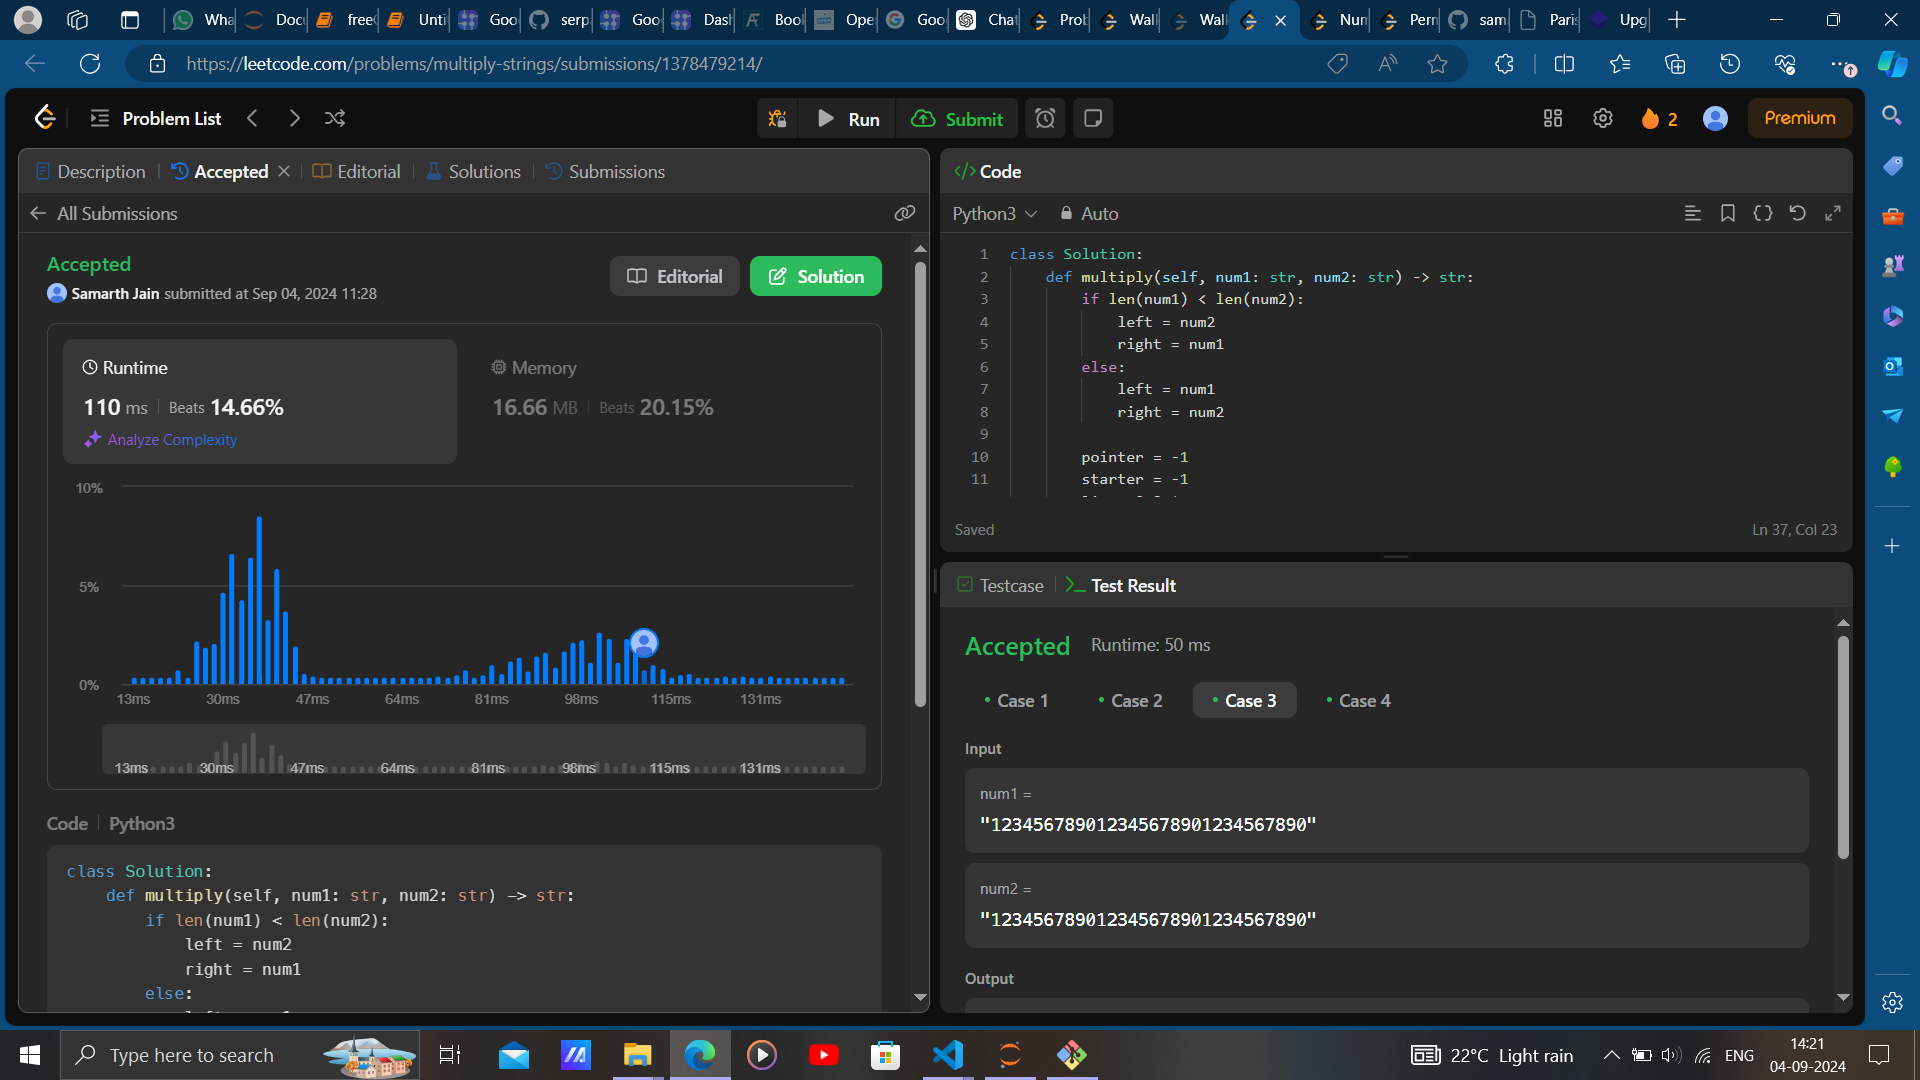 Wha
Docu
free
Unti
Goo
serp
Goo
Dash
Bool
Ope
Goo
Chat
Prob
Wall
Wall
Num
Perm
sam
Paris
Upg
https://leetcode.com/problems/multiply-strings/submissions/1378479214/
Problem List
Run
Submit
2
Premium
Description
Accepted
Editorial
Solutions
Submissions
All Submissions
Accepted
Samarth Jain submitted at Sep 04, 2024 11:28
Editorial
Solution
Runtime
110 ms Beats 14.66%
Analyze Complexity
Memory
16.66 MB Beats 20.15%
10%
5%
0%
13ms 30ms 47ms 64ms 81ms 98ms 115ms 131ms
13ms 30ms 47ms 64ms 81ms 98ms 115ms 131ms
Code Python3
class Solution:
def multiply(self, num1: str, num2: str) -> str:
if len(num1) < len(num2):
left = num2
right = num1
else:
</> Code
Python3 Auto
1 class Solution:
2 def multiply(self, num1: str, num2: str) -> str:
3 if len(num1) < len(num2):
4 left = num2
5 right = num1
6 else:
7 left = num1
8 right = num2
9
10 pointer = -1
11 starter = -1
Saved
Ln 37, Col 23
Testcase
Test Result
Accepted Runtime: 50 ms
• Case 1 • Case 2 • Case 3 • Case 4
Input
num1 =
"123456789012345678901234567890"
num2 =
"123456789012345678901234567890"
Output
Type here to search
22°C Light rain
ENG
14:21
04-09-2024